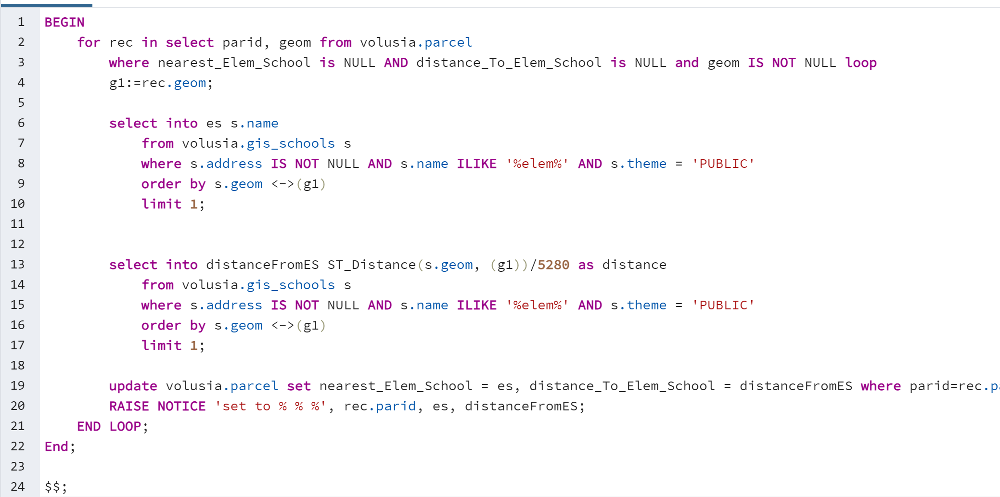 1 BEGIN
2 for rec in select parid, geom from volusia.parcel
3 where nearest_Elem_School is NULL AND distance_To_Elem_School is NULL and geom IS NOT NULL loop
4 g1:=rec.geom;
5
6 select into es s.name
7 from volusia.gis_schools s
8 where s.address IS NOT NULL AND s.name ILIKE '%elem%' AND s.theme = 'PUBLIC'
9 order by s.geom <->(g1)
10 limit 1;
11
12
13 select into distanceFromES ST_Distance(s.geom, (g1))/5280 as distance
14 from volusia.gis_schools s
15 where s.address IS NOT NULL AND s.name ILIKE '%elem%' AND s.theme = 'PUBLIC'
16 order by s.geom <->(g1)
17 limit 1;
18
19 update volusia.parcel set nearest_Elem_School = es, distance_To_Elem_School = distanceFromES where parid=rec.p
20 RAISE NOTICE 'set to % % %', rec.parid, es, distanceFromES;
21 END LOOP;
22 End;
23
24 $$;